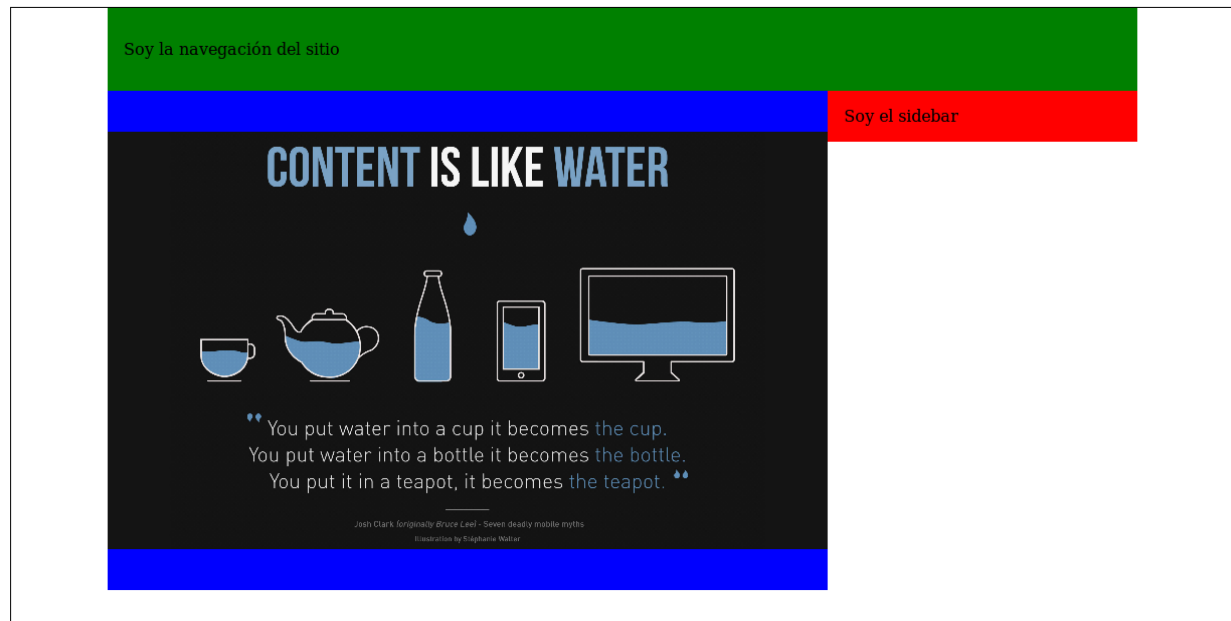 Soy la navegación del sitio
Soy el sidebar
CONTENT IS LIKE WATER
" You put water into a cup it becomes the cup.
You put water into a bottle it becomes the bottle.
You put it in a teapot, it becomes the teapot. "
Josh Clark (originally Bruce Lee) - Seven deadly mobile myths
Illustration by Stéphanie Walter